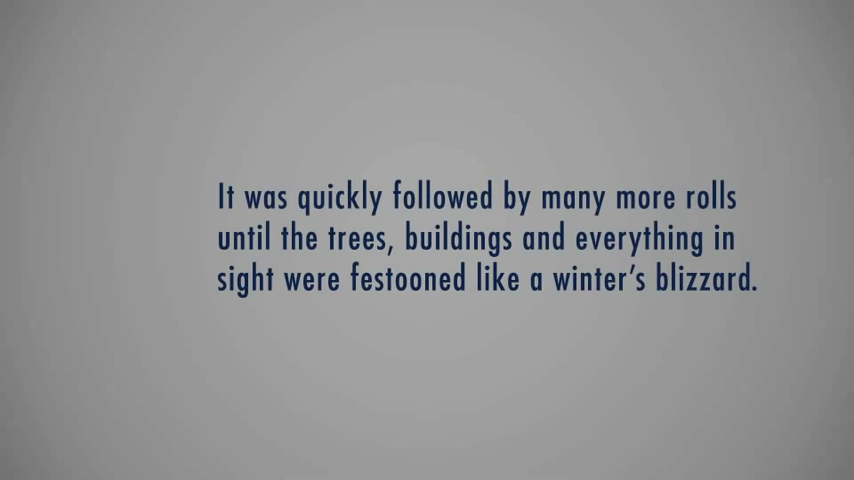 It was quickly followed by many more rolls
until the trees, buildings and everything in
sight were festooned like a winter’s blizzard.